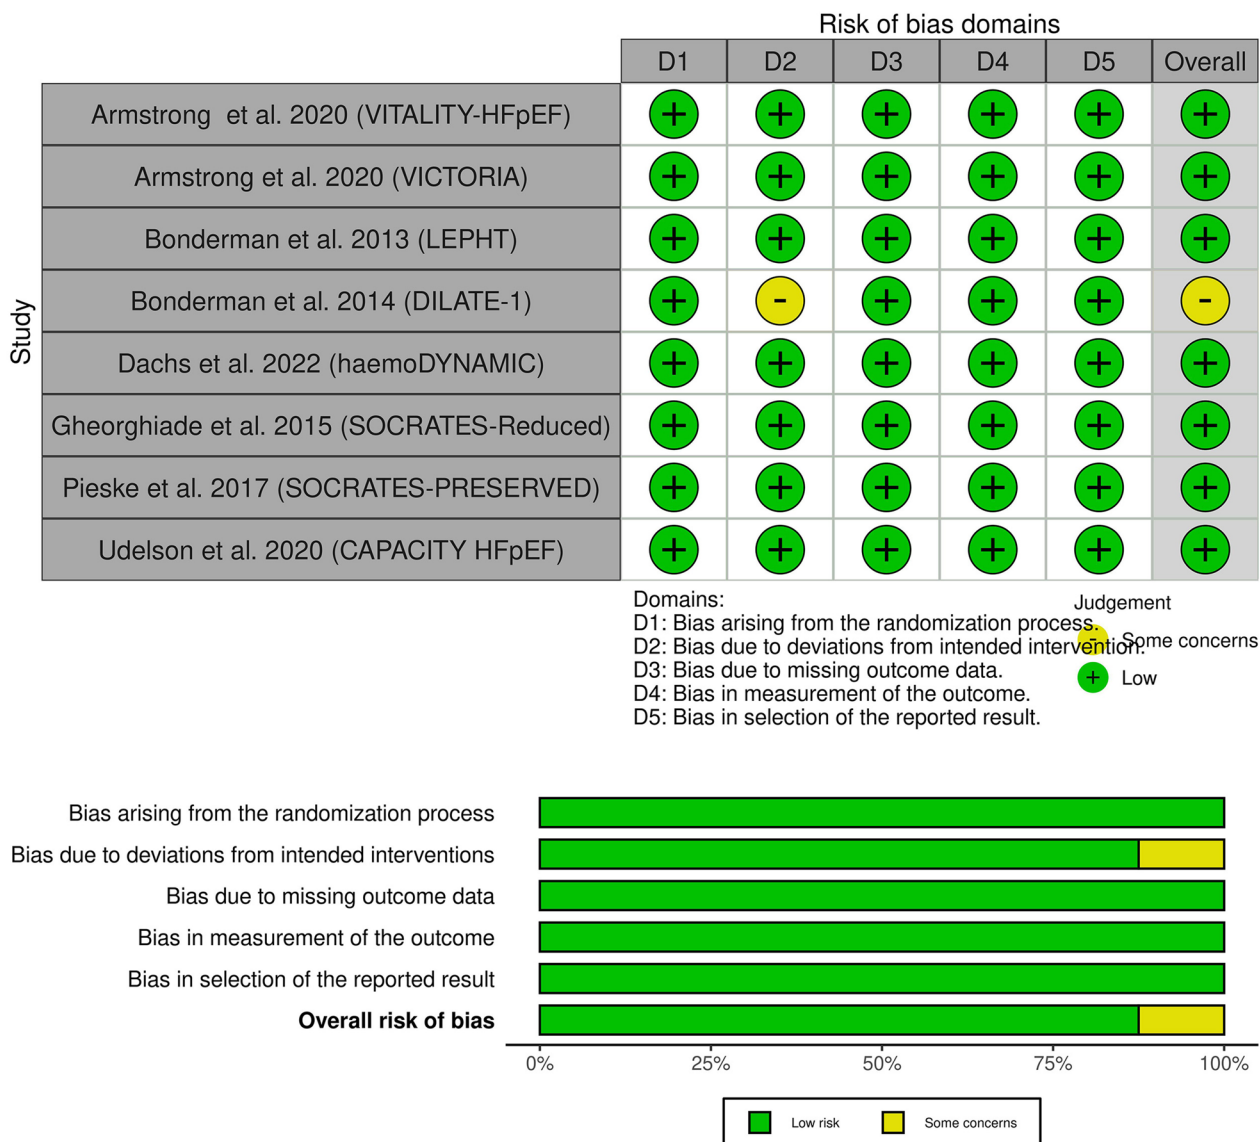 Risk of bias domains
D1 D2 D3 D4 D5 Overall
Study
Armstrong  et al. 2020 (VITALITY-HFpEF) + + + + + +
Armstrong et al. 2020 (VICTORIA) + + + + + +
Bonderman et al. 2013 (LEPHT) + + + + + +
Bonderman et al. 2014 (DILATE-1) + - + + + -
Dachs et al. 2022 (haemoDYNAMIC) + + + + + +
Gheorghiade et al. 2015 (SOCRATES-Reduced) + + + + + +
Pieske et al. 2017 (SOCRATES-PRESERVED) + + + + + +
Udelson et al. 2020 (CAPACITY HFpEF) + + + + + +
Domains:
D1: Bias arising from the randomization process.
D2: Bias due to deviations from intended intervention.
D3: Bias due to missing outcome data.
D4: Bias in measurement of the outcome.
D5: Bias in selection of the reported result.
Judgement
- Some concerns
+ Low
Bias arising from the randomization process
Bias due to deviations from intended interventions
Bias due to missing outcome data
Bias in measurement of the outcome
Bias in selection of the reported result
Overall risk of bias
0% 25% 50% 75% 100%
Low risk Some concerns